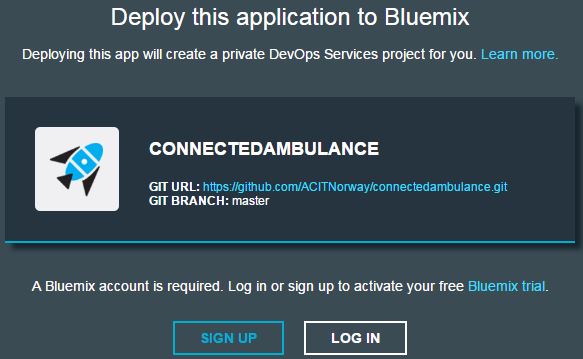 Deploy this application to Bluemix
Deploying this app will create a private DevOps Services project for you. Learn more.
CONNECTEDAMBULANCE
GIT URL: https://github.com/ACITNorway/connectedambulance.git
GIT BRANCH: master
A Bluemix account is required. Log in or sign up to activate your free Bluemix trial.
SIGN UP
LOG IN